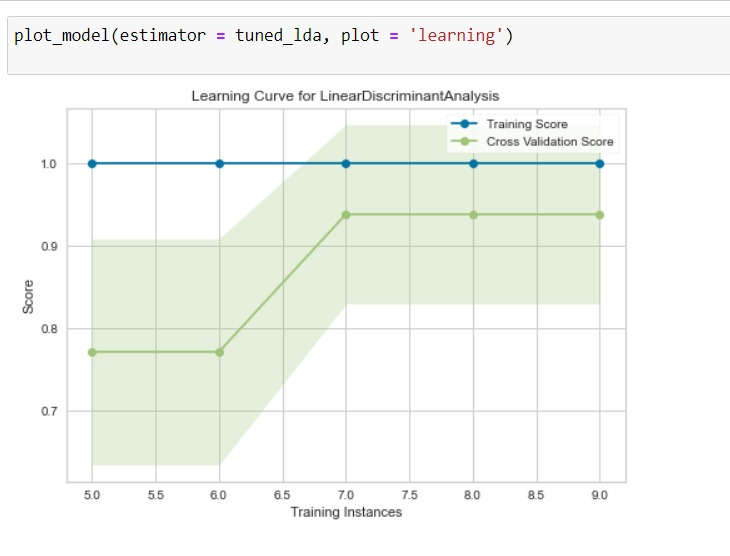 plot_model(estimator = tuned_lda, plot = 'learning')
Learning Curve for LinearDiscriminantAnalysis
Training Score
Cross Validation Score
1.0
0.9
0.8
0.7
Score
5.0 5.5 6.0 6.5 7.0 7.5 8.0 8.5 9.0
Training Instances